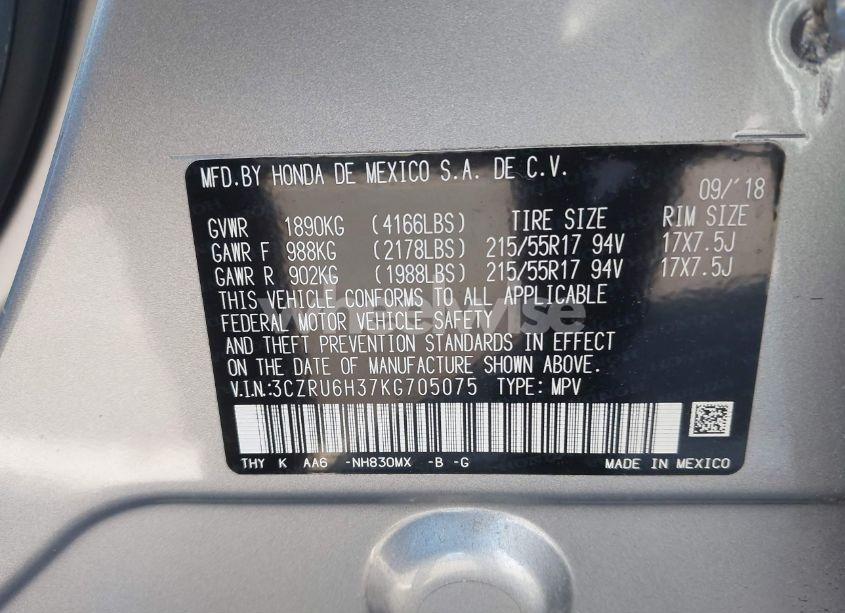 MFD.BY HONDA DE MEXICO S.A. DE C.V.
09/'18
GVWR 1890KG (4166LBS) TIRE SIZE RIM SIZE
GAWR F 988KG (2178LBS) 215/55R17 94V 17X7.5J
GAWR R 902KG (1988LBS) 215/55R17 94V 17X7.5J
THIS VEHICLE CONFORMS TO ALL APPLICABLE
FEDERAL MOTOR VEHICLE SAFETY
AND THEFT PREVENTION STANDARDS IN EFFECT
ON THE DATE OF MANUFACTURE SHOWN ABOVE.
V.I.N.:3CZRU6H37KG705075 TYPE: MPV
THY K AA6 -NH830MX -B -G MADE IN MEXICO